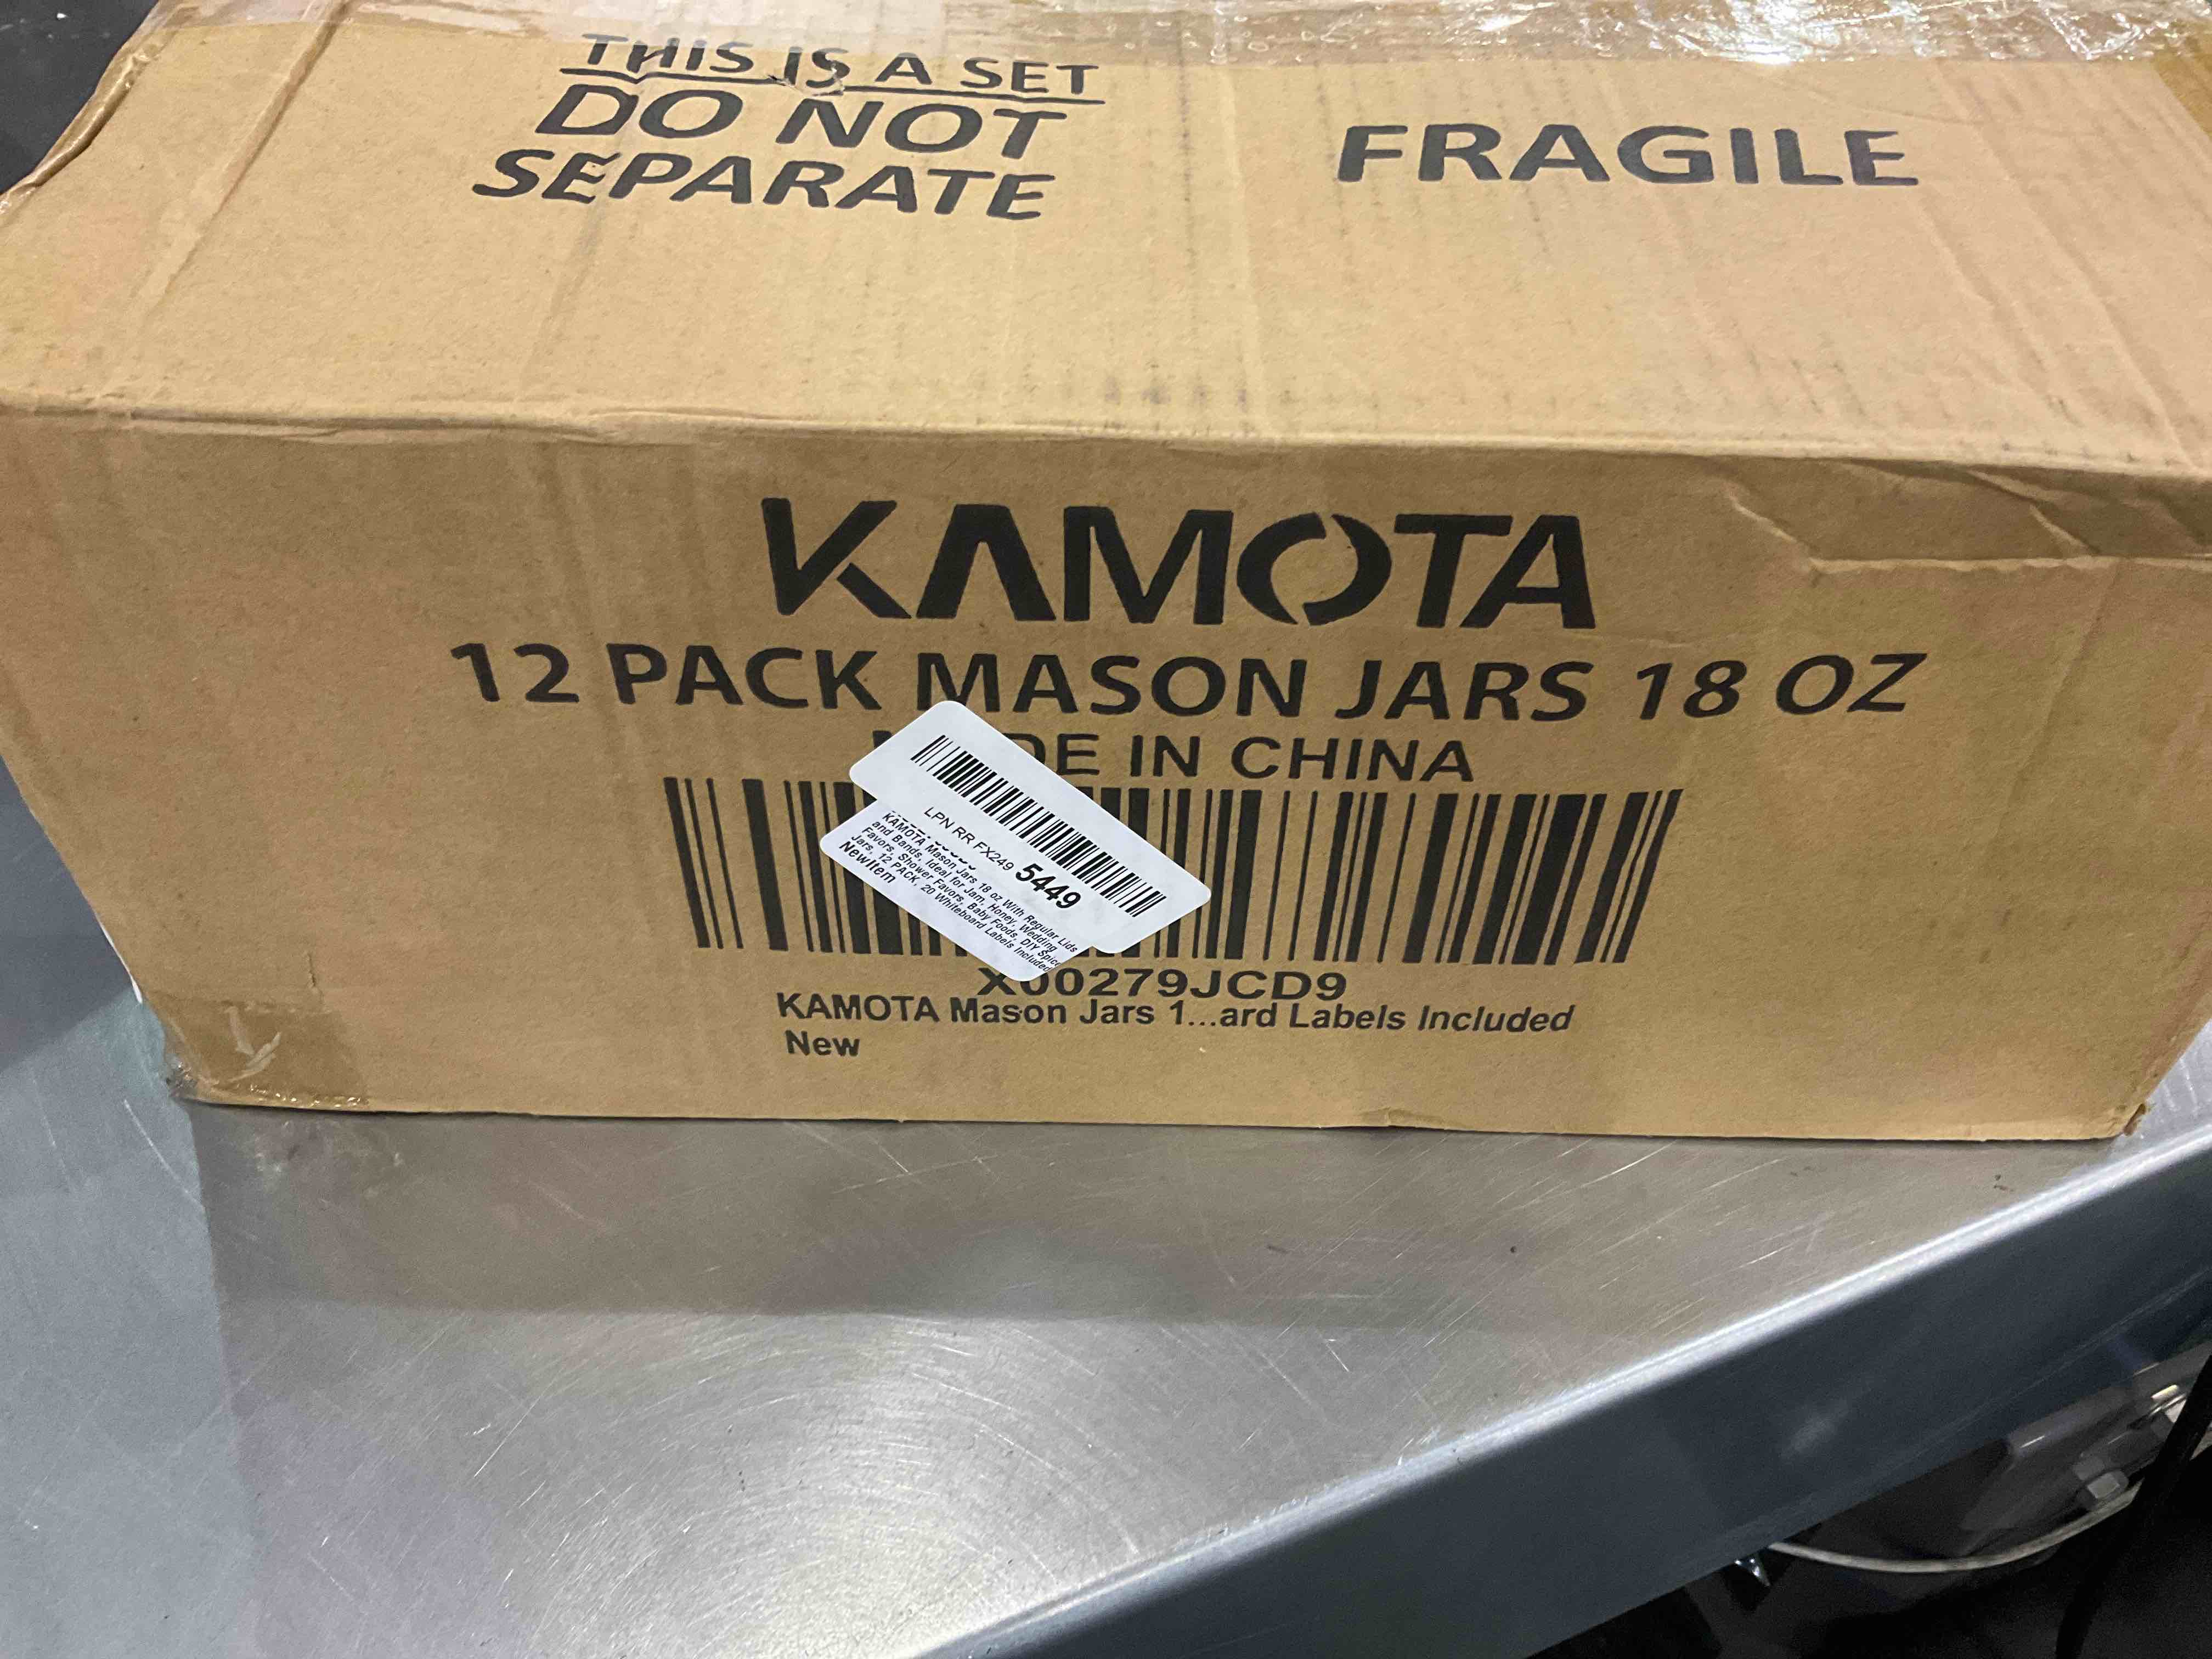 THIS IS A SET
DO NOT
SEPARATE
FRAGILE
KAMOTA
12 PACK MASON JARS 18 OZ
IN CHINA
LPN RR FX249 5449
KAMOTA Mason Jars 18 oz With Regular Lids
and Bands, Ideal for Jam, Honey, Wedding
Favors, Shower Favors, Baby Foods, DIY Spice
Jars, 12 PACK, 20 Whiteboard Labels Included
NewItem
X00279JCD9
KAMOTA Mason Jars 1...ard Labels Included
New